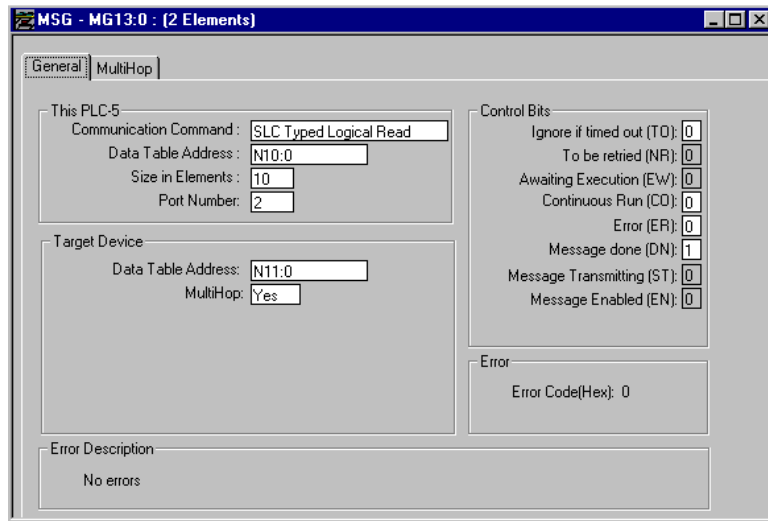 MSG - MG13:0 : (2 Elements)
General MultiHop
This PLC-5
Communication Command : SLC Typed Logical Read
Data Table Address : N10:0
Size in Elements : 10
Port Number: 2
Target Device
Data Table Address: N11:0
MultiHop: Yes
Control Bits
Ignore if timed out (TO): 0
To be retried (NR): 0
Awaiting Execution (EW): 0
Continuous Run (CO): 0
Error (ER): 0
Message done (DN): 1
Message Transmitting (ST): 0
Message Enabled (EN): 0
Error
Error Code(Hex): 0
Error Description
No errors